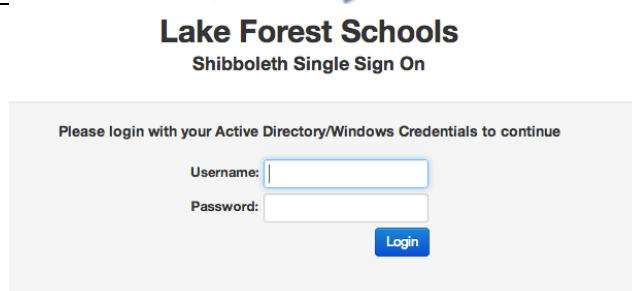 Lake Forest Schools
Shibboleth Single Sign On
Please login with your Active Directory/Windows Credentials to continue
Username:
Password:
Login